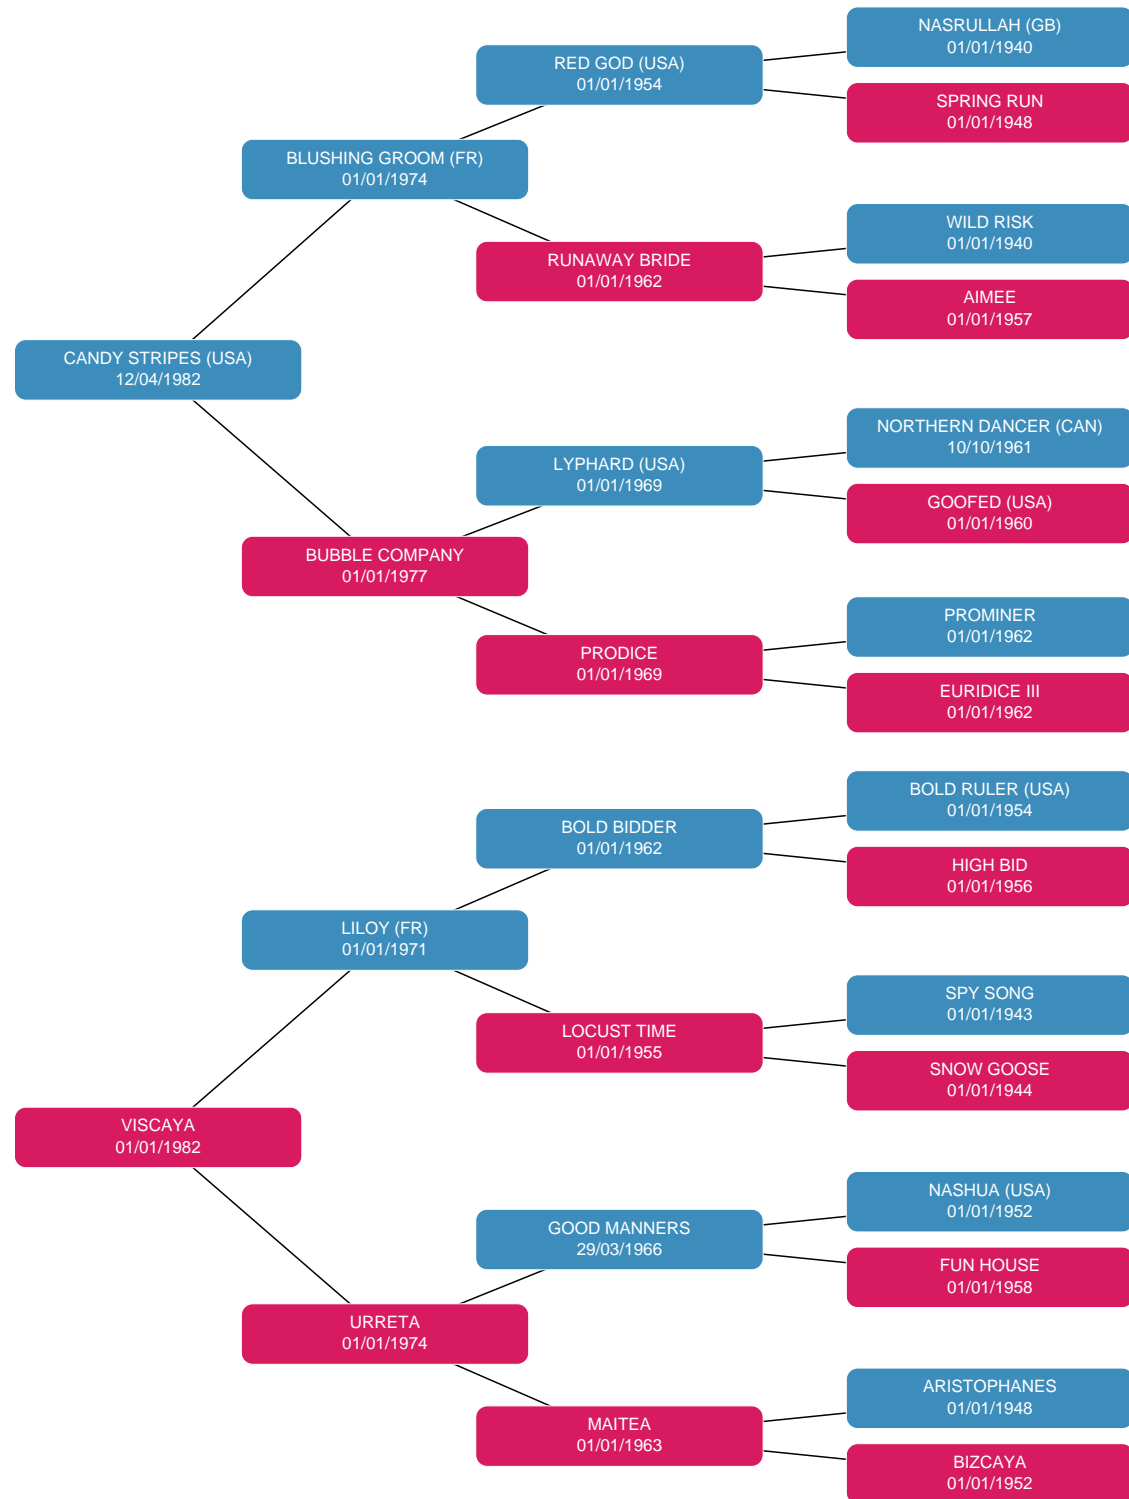 NASRULLAH (GB)
01/01/1940
RED GOD (USA)
01/01/1954
SPRING RUN
01/01/1948
BLUSHING GROOM (FR)
01/01/1974
WILD RISK
01/01/1940
RUNAWAY BRIDE
01/01/1962
AIMEE
01/01/1957
CANDY STRIPES (USA)
12/04/1982
NORTHERN DANCER (CAN)
10/10/1961
LYPHARD (USA)
01/01/1969
GOOFED (USA)
01/01/1960
BUBBLE COMPANY
01/01/1977
PROMINER
01/01/1962
PRODICE
01/01/1969
EURIDICE III
01/01/1962
BOLD RULER (USA)
01/01/1954
BOLD BIDDER
01/01/1962
HIGH BID
01/01/1956
LILOY (FR)
01/01/1971
SPY SONG
01/01/1943
LOCUST TIME
01/01/1955
SNOW GOOSE
01/01/1944
VISCAYA
01/01/1982
NASHUA (USA)
01/01/1952
GOOD MANNERS
29/03/1966
FUN HOUSE
01/01/1958
URRETA
01/01/1974
ARISTOPHANES
01/01/1948
MAITEA
01/01/1963
BIZCAYA
01/01/1952